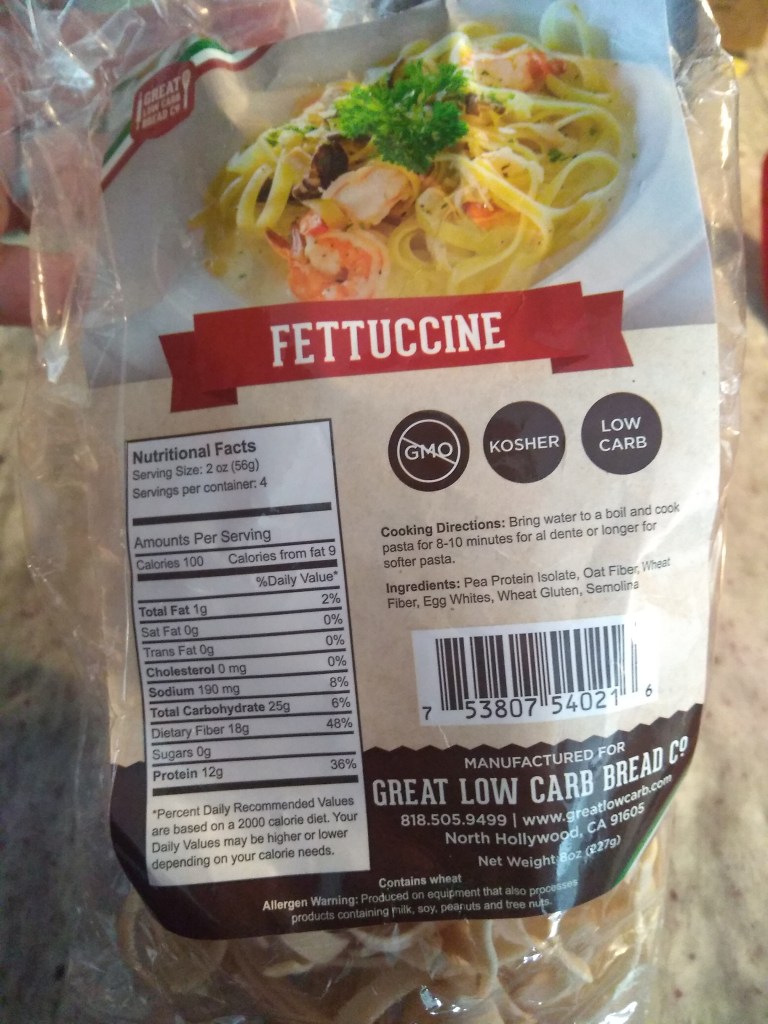 GREAT
LOW CARB
BREAD CO
FETTUCCINE
GMO
KOSHER
LOW
CARB
Nutritional Facts
Serving Size: 2 oz (56g)
Servings per container: 4
Amounts Per Serving
Calories 100 Calories from fat 9
%Daily Value*
Total Fat 1g 2%
Sat Fat 0g 0%
Trans Fat 0g 0%
Cholesterol 0 mg 0%
Sodium 190 mg 8%
Total Carbohydrate 25g 6%
Dietary Fiber 18g 48%
Sugars 0g
Protein 12g 36%
*Percent Daily Recommended Values
are based on a 2000 calorie diet. Your
Daily Values may be higher or lower
depending on your calorie needs.
Cooking Directions: Bring water to a boil and cook
pasta for 8-10 minutes for al dente or longer for
softer pasta.
Ingredients: Pea Protein Isolate, Oat Fiber, Wheat
Fiber, Egg Whites, Wheat Gluten, Semolina
7 53807 54021 6
MANUFACTURED FOR
GREAT LOW CARB BREAD CO
818.505.9499 | www.greatlowcarb.com
North Hollywood, CA 91605
Net Weight 8oz (227g)
Contains wheat
Allergen Warning: Produced on equipment that also processes
products containing milk, soy, peanuts and tree nuts.